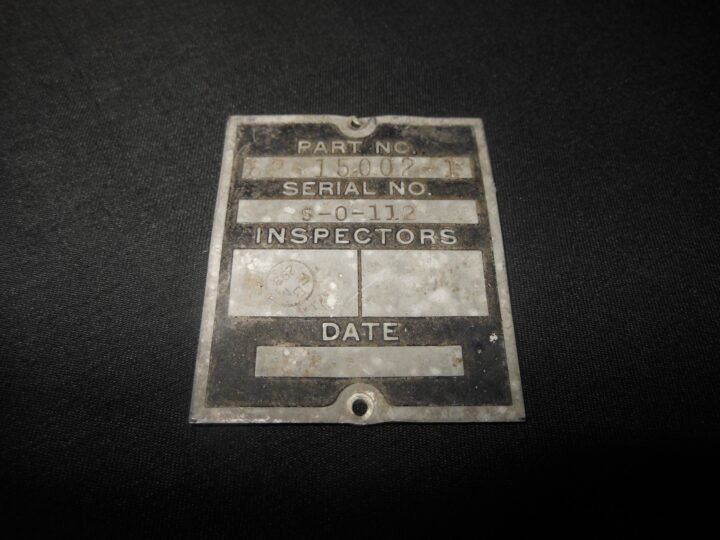 PART NO.
-15002-1
SERIAL NO.
S-0-112
INSPECTORS
DATE